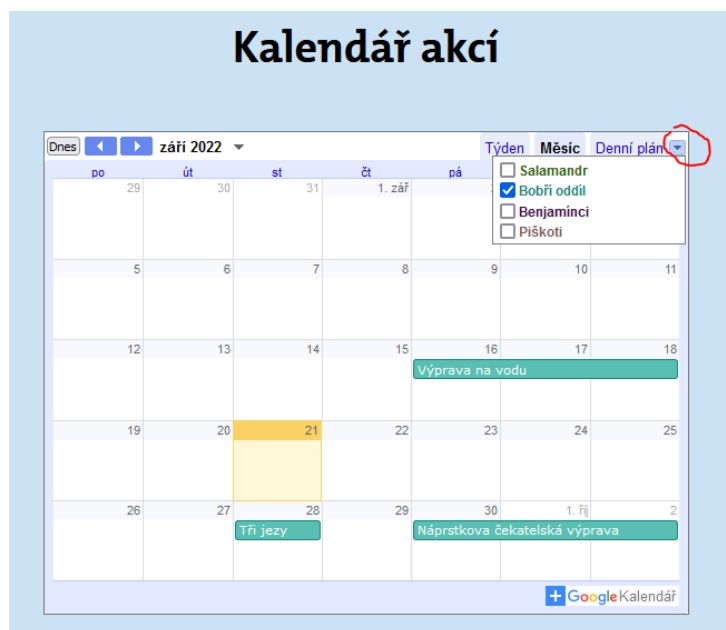 Kalendář akcí
Dnes září 2022 Týden Měsíc Denní plán
po út st čt pá
Salamandr
Bobří oddíl
Benjamínci
Piškoti
29 30 31 1. zář
5 6 7 8 9 10 11
12 13 14 15 16 17 18
Výprava na vodu
19 20 21 22 23 24 25
26 27 28 29 30 1. říj 2
Tři jezy Náprstkova čekatelská výprava
Google Kalendář